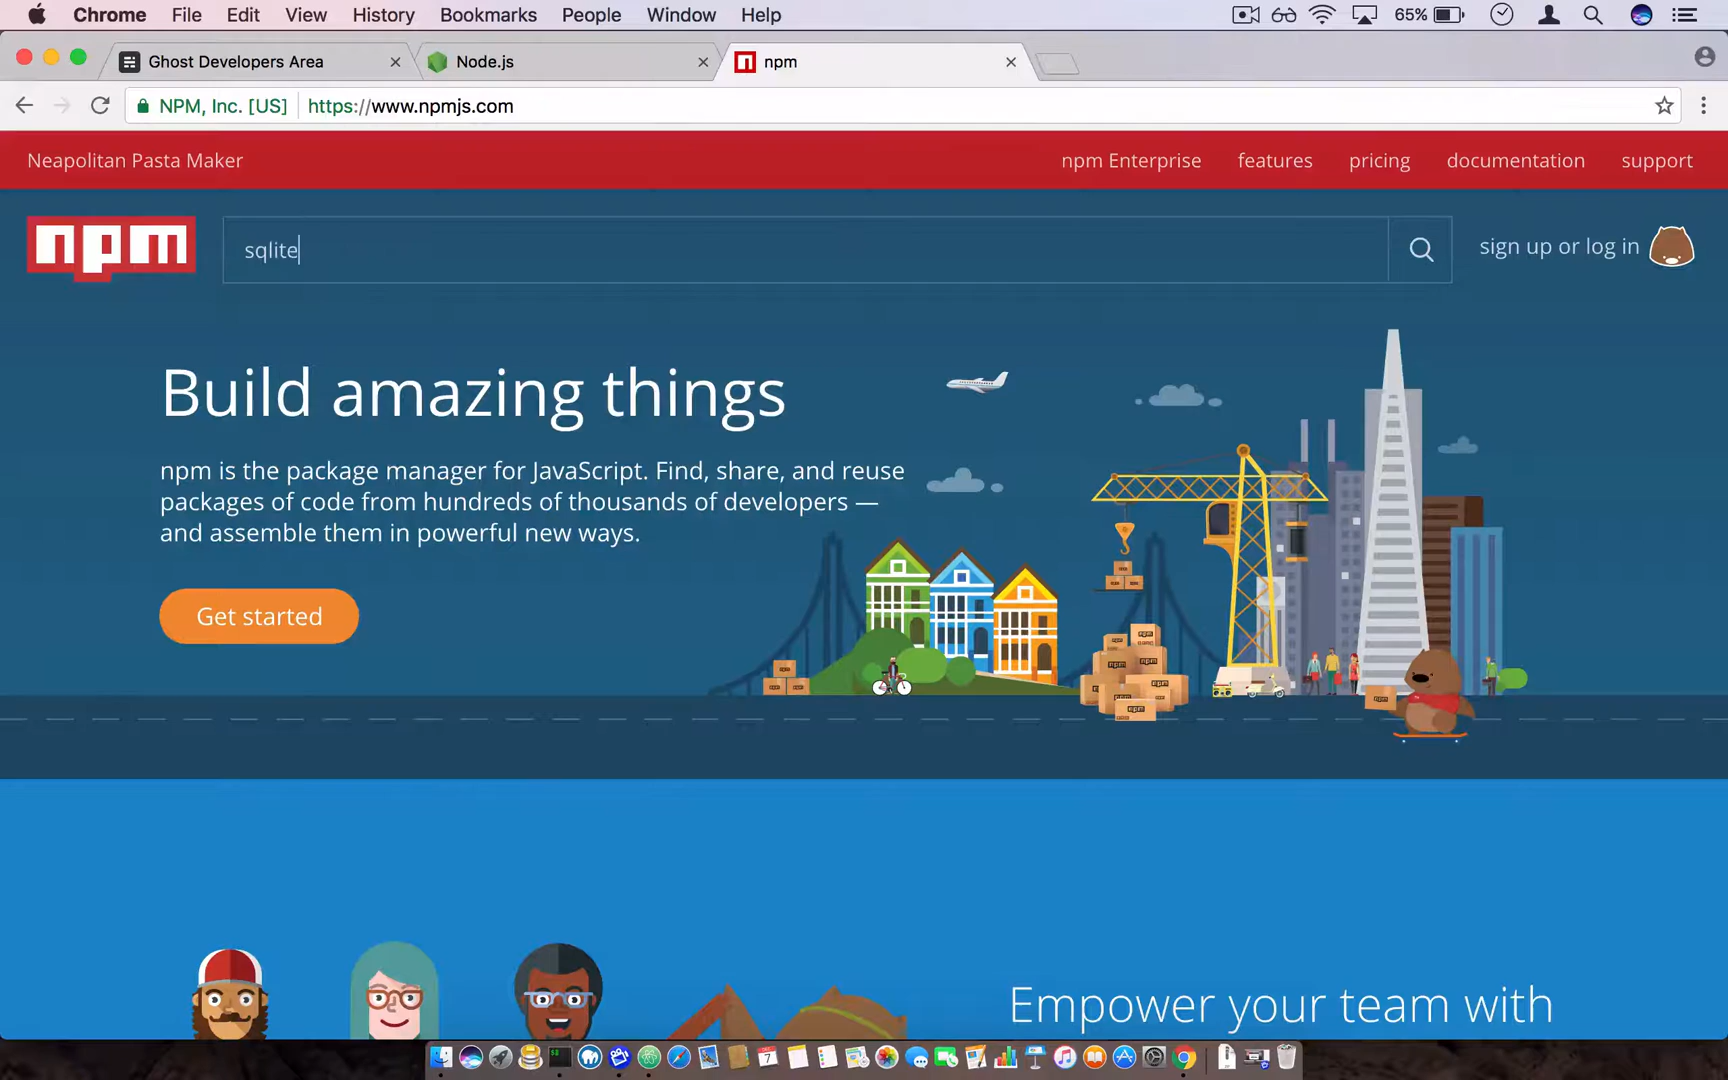 Chrome File Edit View History Bookmarks People Window Help 65%
Ghost Developers Area Node.js npm
NPM, Inc. [US] https://www.npmjs.com
Neapolitan Pasta Maker npm Enterprise features pricing documentation support
npm sqlite sign up or log in
Build amazing things
npm is the package manager for JavaScript. Find, share, and reuse
packages of code from hundreds of thousands of developers —
and assemble them in powerful new ways.
Get started
Empower your team with